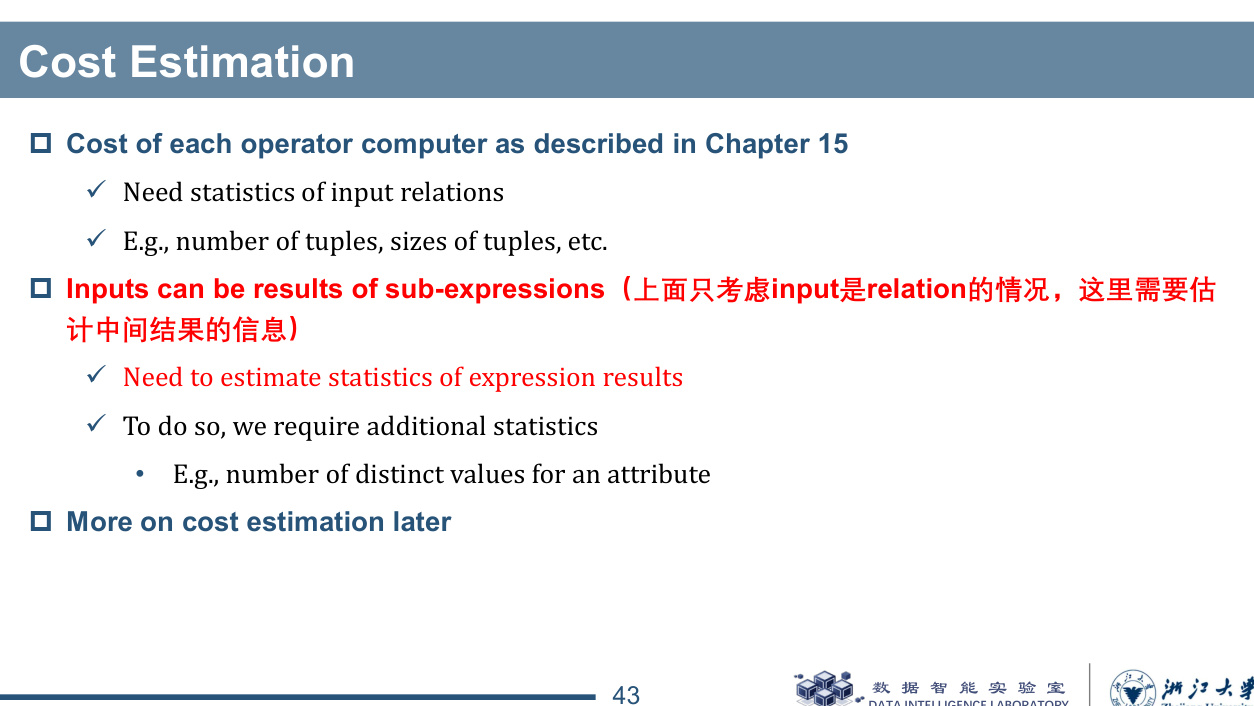 Cost Estimation
Cost of each operator computer as described in Chapter 15
Need statistics of input relations
E.g., number of tuples, sizes of tuples, etc.
Inputs can be results of sub-expressions（上面只考虑input是relation的情况，这里需要估
计中间结果的信息）
Need to estimate statistics of expression results
To do so, we require additional statistics
• E.g., number of distinct values for an attribute
More on cost estimation later
43
数据智能实验室
DATA INTELLIGENCE LABORATORY
浙江大学